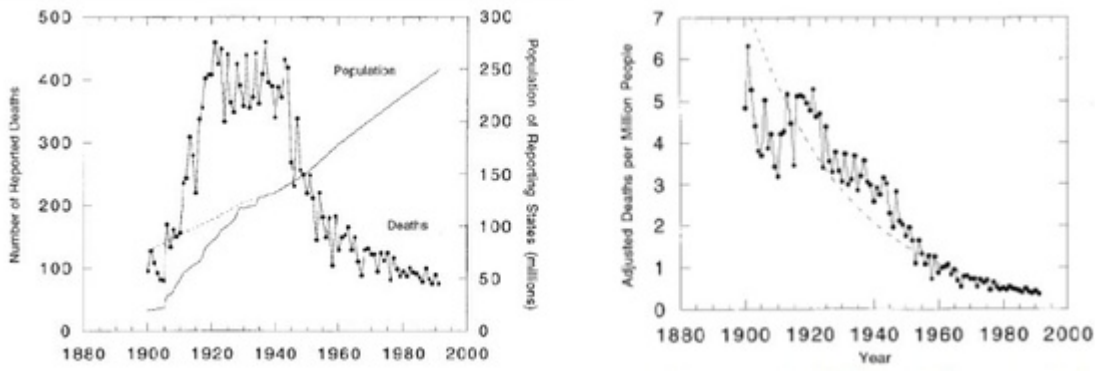 500
400
300
200
100
0
Number of Reported Deaths
300
250
200
150
100
50
0
Population of Reporting States (millions)
Population
Deaths
1880 1900 1920 1940 1960 1980 2000
7
6
5
4
3
2
1
0
Adjusted Deaths per Million People
1880 1900 1920 1940 1960 1980 2000
Year